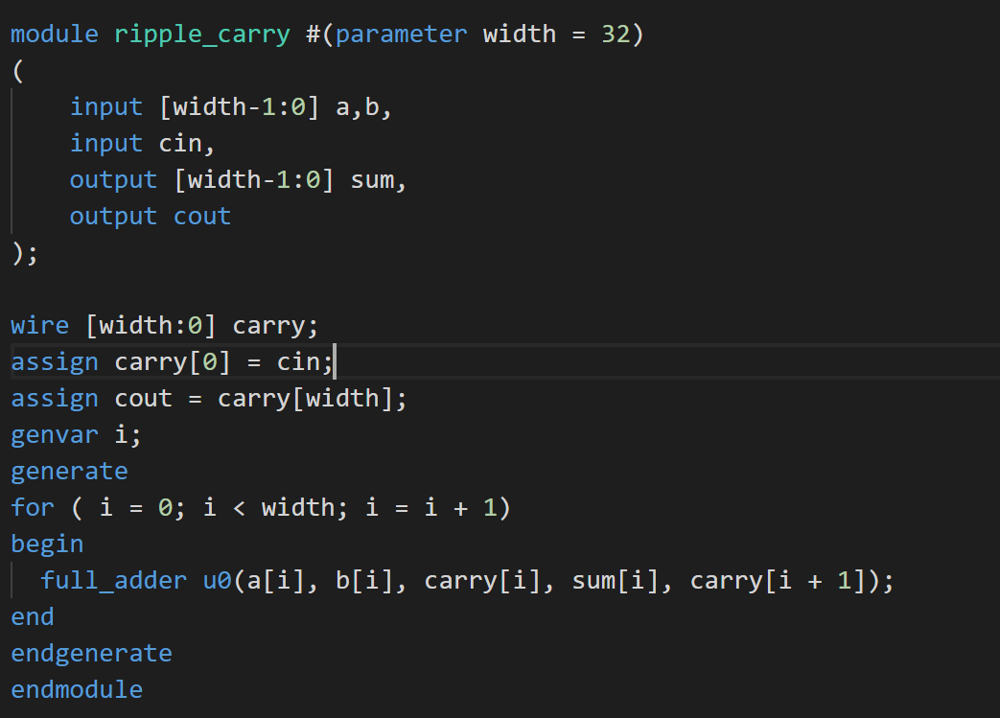 module ripple_carry #(parameter width = 32)
(
    input [width-1:0] a,b,
    input cin,
    output [width-1:0] sum,
    output cout
);

wire [width:0] carry;
assign carry[0] = cin;
assign cout = carry[width];
genvar i;
generate
for ( i = 0; i < width; i = i + 1)
begin
  full_adder u0(a[i], b[i], carry[i], sum[i], carry[i + 1]);
end
endgenerate
endmodule